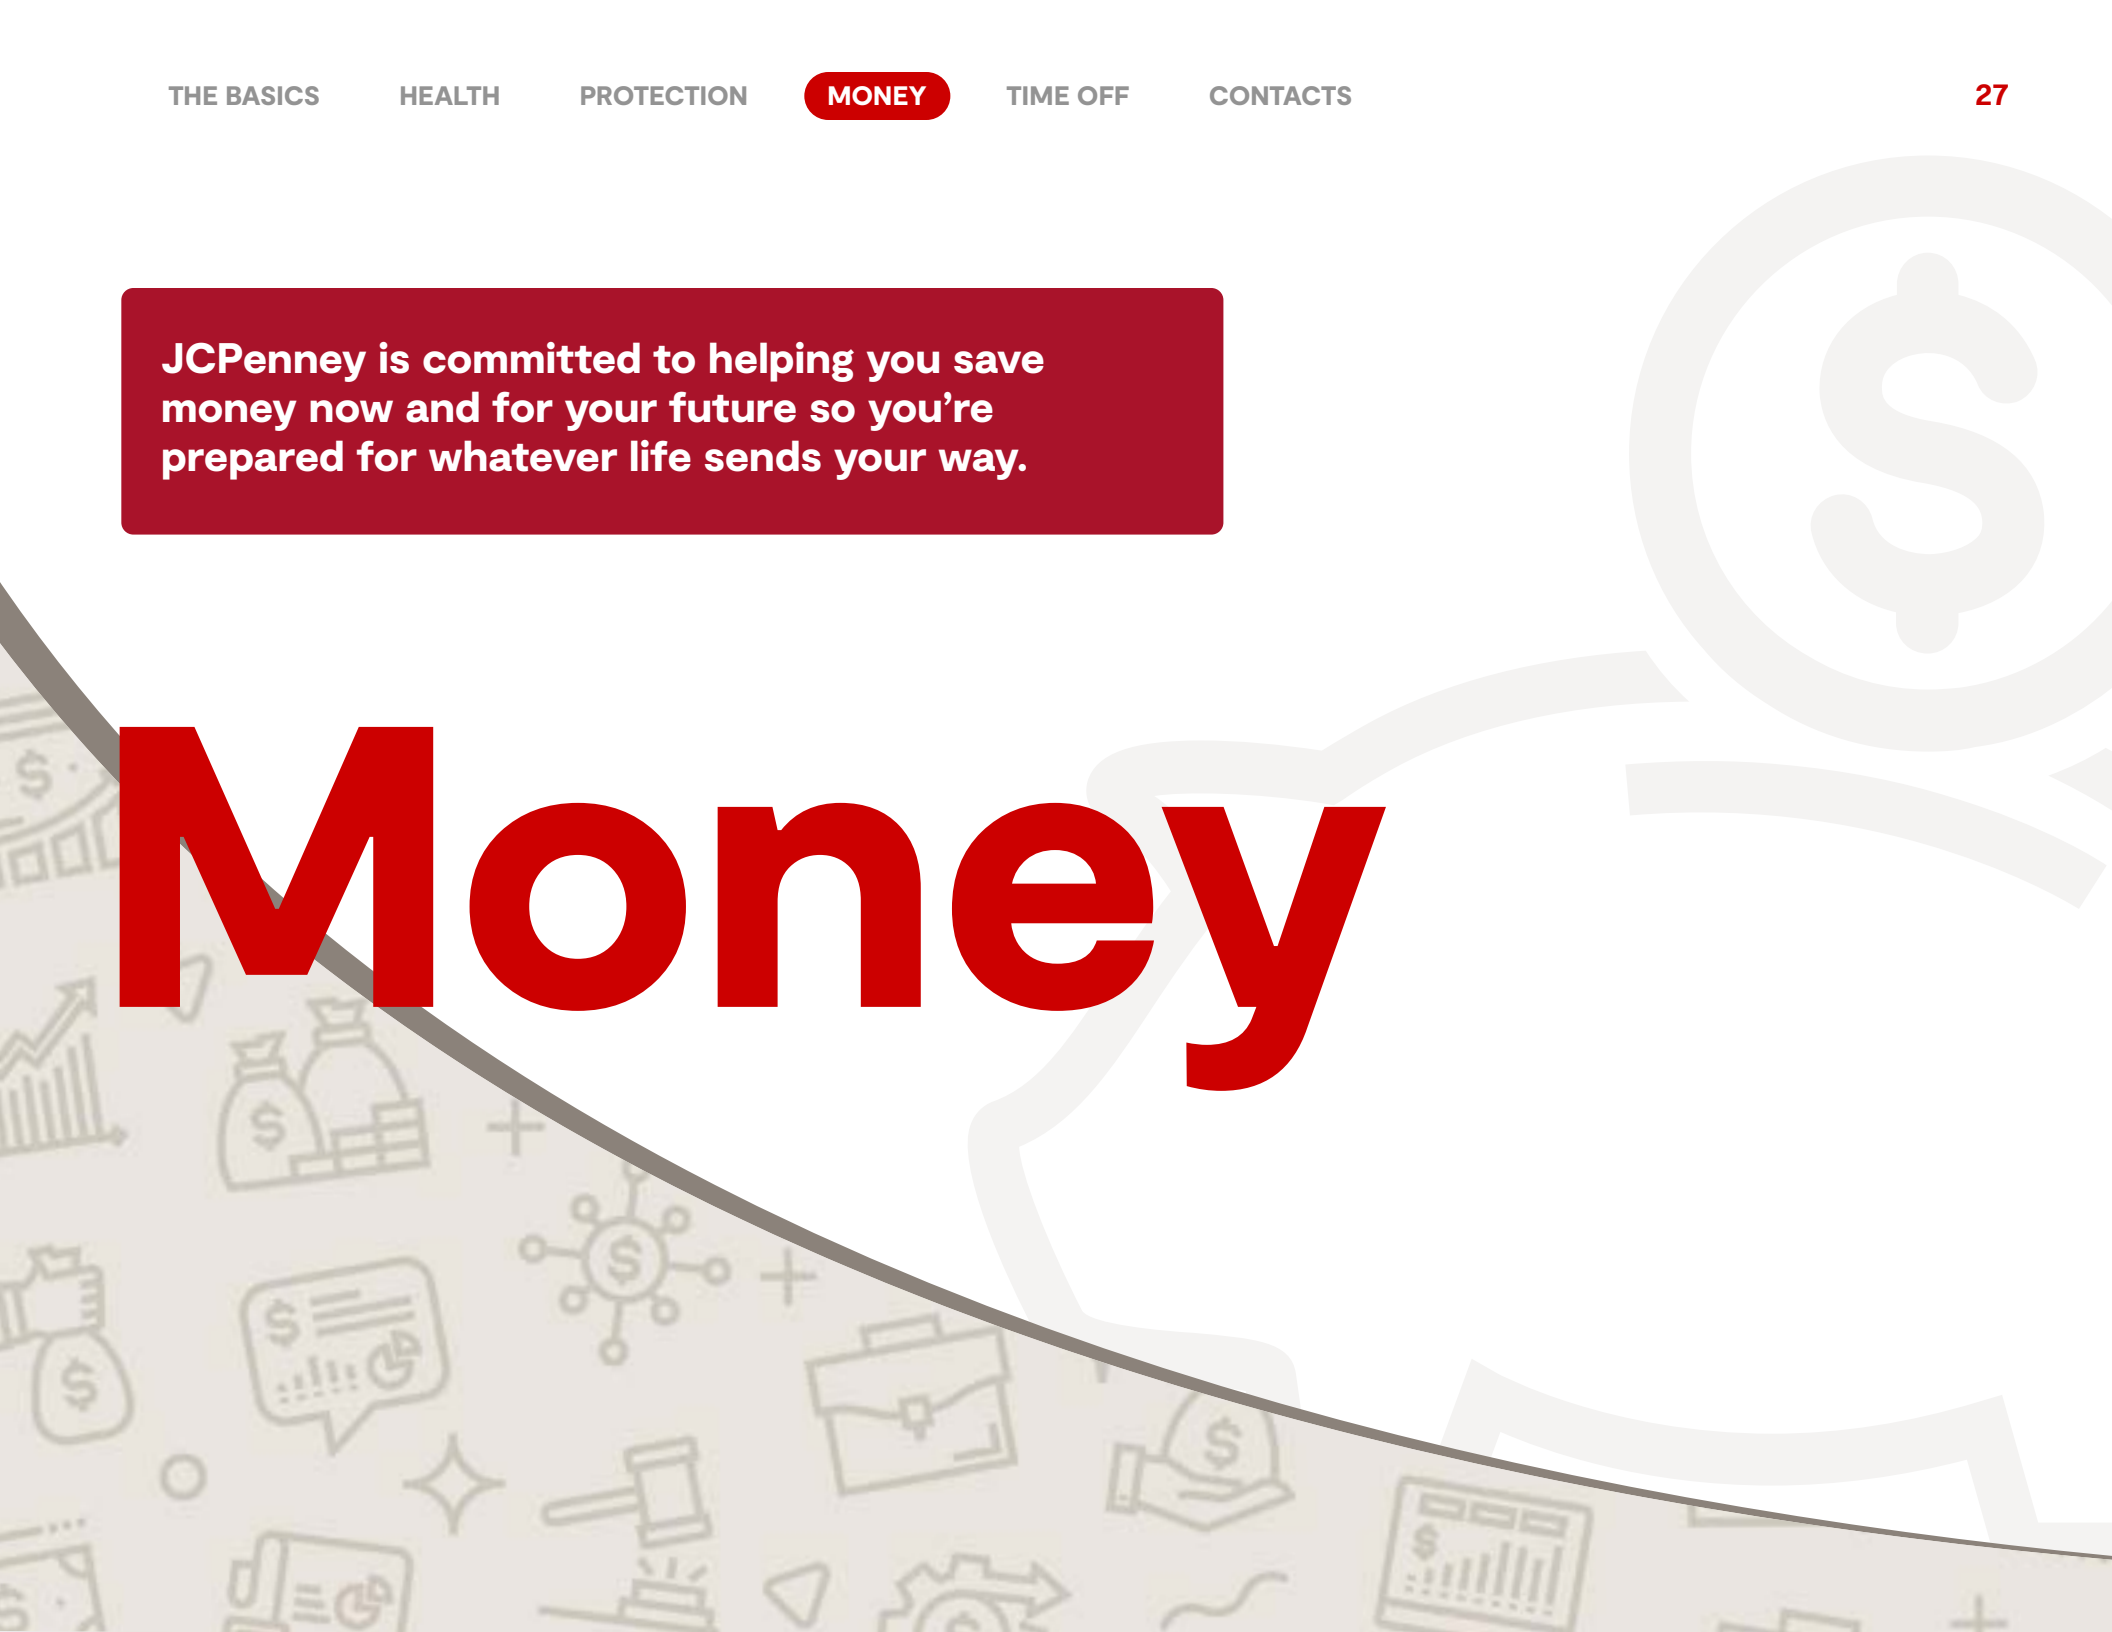 THE BASICS HEALTH PROTECTION MONEY TIME OFF CONTACTS 27
JCPenney is committed to helping you save
money now and for your future so you’re
prepared for whatever life sends your way.
Money